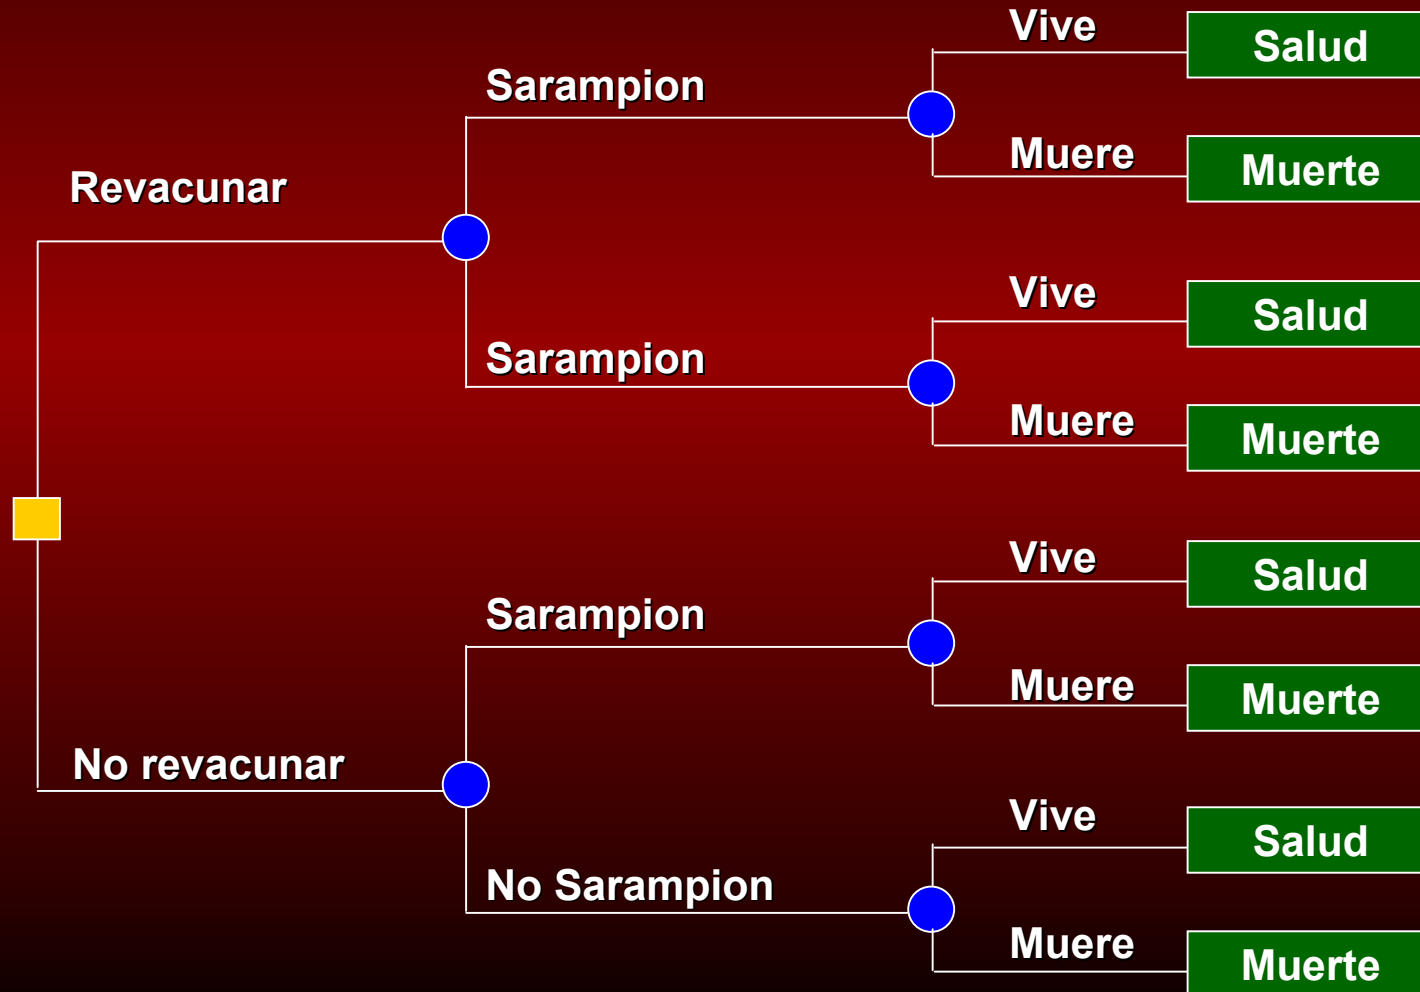 Vive
Salud
Sarampion
Muere
Muerte
Revacunar
Vive
Salud
Sarampion
Muere
Muerte
Vive
Salud
Sarampion
Muere
Muerte
No revacunar
Vive
Salud
No Sarampion
Muere
Muerte